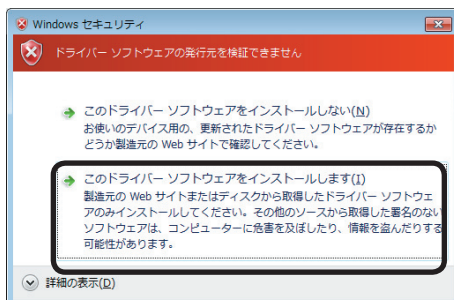 Windows セキュリティ
ドライバー ソフトウェアの発行元を検証できません
このドライバー ソフトウェアをインストールしない(N)
お使いのデバイス用の、更新されたドライバー ソフトウェアが存在するか
どうか製造元の Web サイトで確認してください。
このドライバー ソフトウェアをインストールします(I)
製造元の Web サイトまたはディスクから取得したドライバー ソフトウェ
アのみインストールしてください。その他のソースから取得した署名のない
ソフトウェアは、コンピューターに危害を及ぼしたり、情報を盗んだりする
可能性があります。
詳細の表示(D)